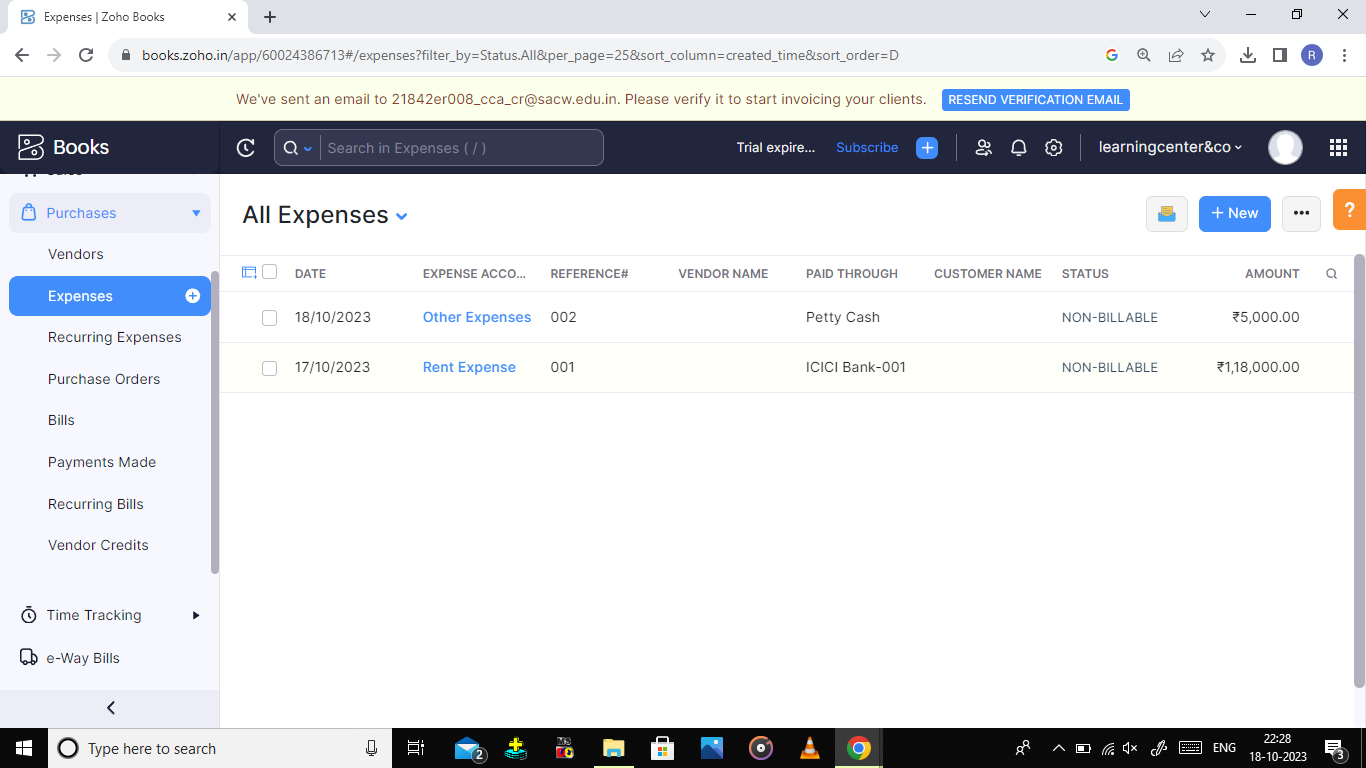 Expenses | Zoho Books
books.zoho.in/app/60024386713#/expenses?filter_by=Status.All&per_page=25&sort_column=created_time&sort_order=D
R
We've sent an email to 21842er008_cca_cr@sacw.edu.in. Please verify it to start invoicing your clients. RESEND VERIFICATION EMAIL
Books
Search in Expenses ( / )
Trial expire... Subscribe
learningcenter&co
Purchases
Vendors
Expenses
Recurring Expenses
Purchase Orders
Bills
Payments Made
Recurring Bills
Vendor Credits
Time Tracking
e-Way Bills
All Expenses
+ New
?
DATE EXPENSE ACCO... REFERENCE# VENDOR NAME PAID THROUGH CUSTOMER NAME STATUS AMOUNT
18/10/2023 Other Expenses 002 Petty Cash NON-BILLABLE ₹5,000.00
17/10/2023 Rent Expense 001 ICICI Bank-001 NON-BILLABLE ₹1,18,000.00
Type here to search
2
ENG
22:28
18-10-2023
3